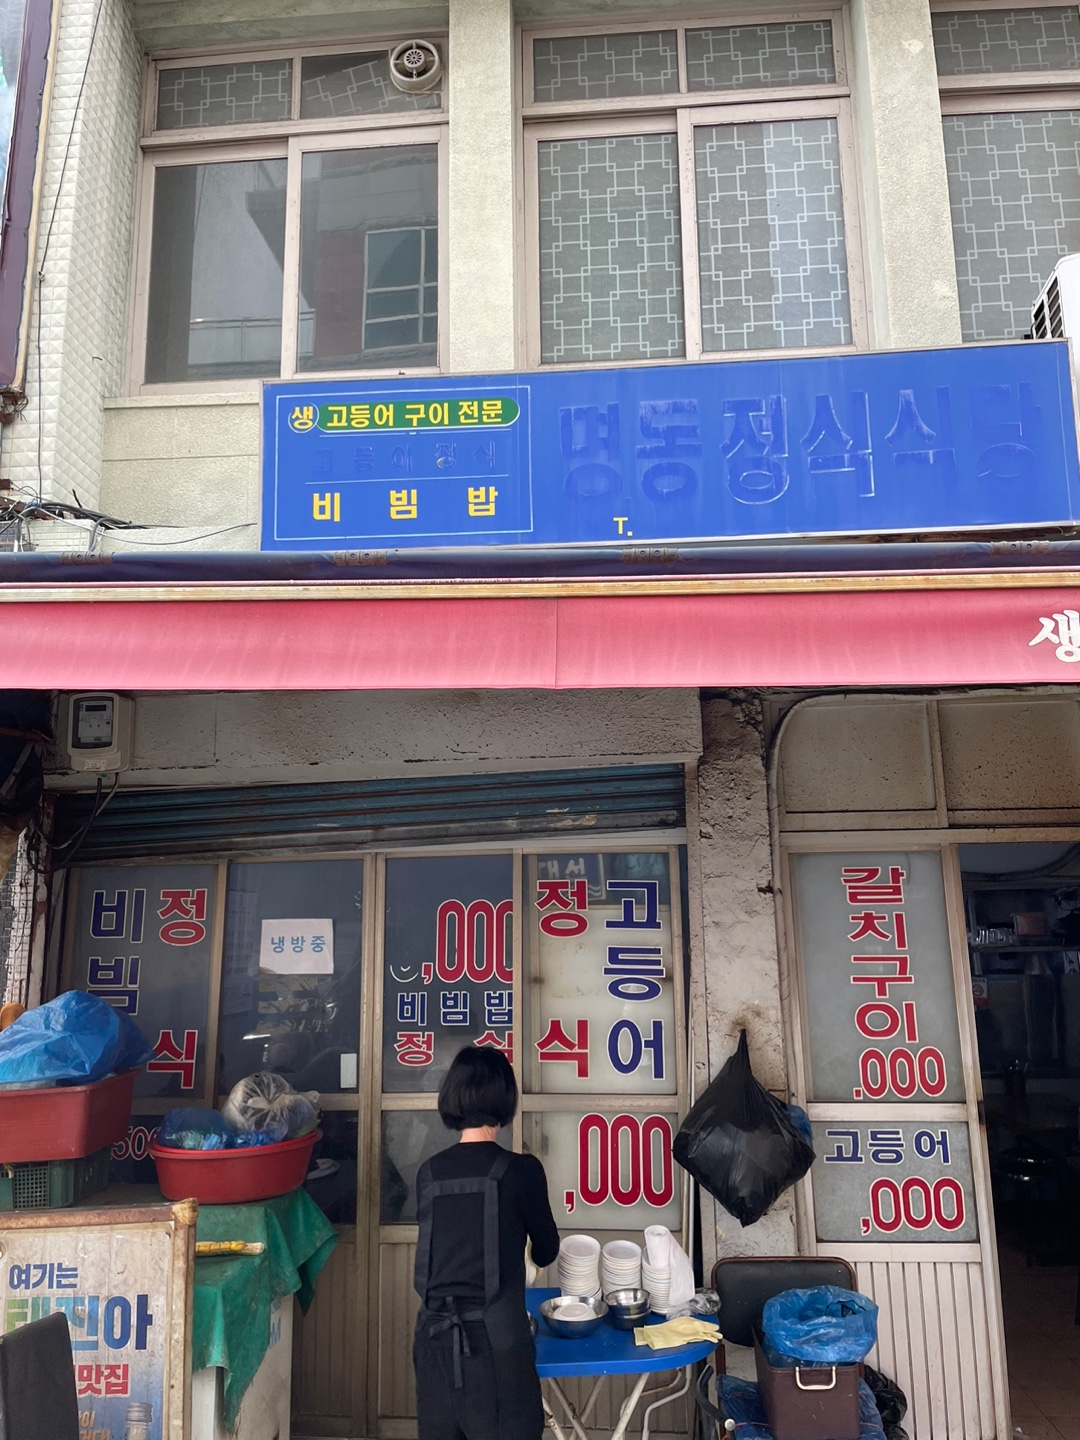 생 고등어 구이 전문
고등어 정식
비 빔 밥
명동정식식당
T.
생
비빔
정식
냉방중
,000
비빔밥
정식
고등어
정식
,000
갈치구이
.000
고등어
,000
여기는
맛집